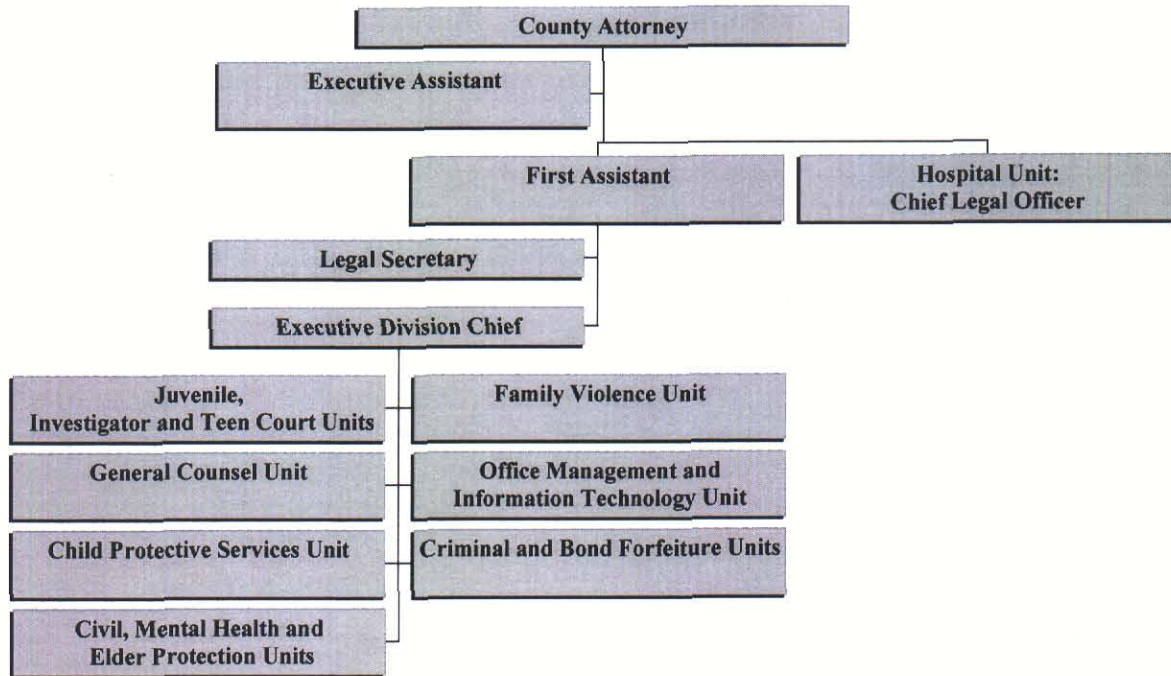 County Attorney
Executive Assistant
First Assistant
Hospital Unit:
Chief Legal Officer
Legal Secretary
Executive Division Chief
Juvenile,
Investigator and Teen Court Units
Family Violence Unit
General Counsel Unit
Office Management and
Information Technology Unit
Child Protective Services Unit
Criminal and Bond Forfeiture Units
Civil, Mental Health and
Elder Protection Units